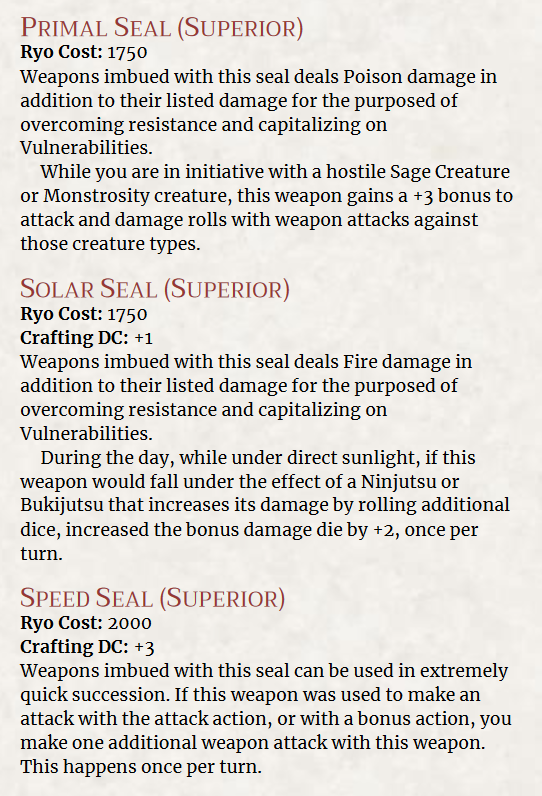 Primal Seal (Superior)
Ryo Cost: 1750
Weapons imbued with this seal deals Poison damage in
addition to their listed damage for the purpose of
overcoming resistance and capitalizing on
Vulnerabilities.
While you are in initiative with a hostile Sage Creature
or Monstrosity creature, this weapon gains a +3 bonus to
attack and damage rolls with weapon attacks against
those creature types.
Solar Seal (Superior)
Ryo Cost: 1750
Crafting DC: +1
Weapons imbued with this seal deals Fire damage in
addition to their listed damage for the purpose of
overcoming resistance and capitalizing on
Vulnerabilities.
During the day, while under direct sunlight, if this
weapon would fall under the effect of a Ninjutsu or
Bukijutsu that increases its damage by rolling additional
dice, increased the bonus damage die by +2, once per
turn.
Speed Seal (Superior)
Ryo Cost: 2000
Crafting DC: +3
Weapons imbued with this seal can be used in extremely
quick succession. If this weapon was used to make an
attack with the attack action, or with a bonus action, you
make one additional weapon attack with this weapon.
This happens once per turn.